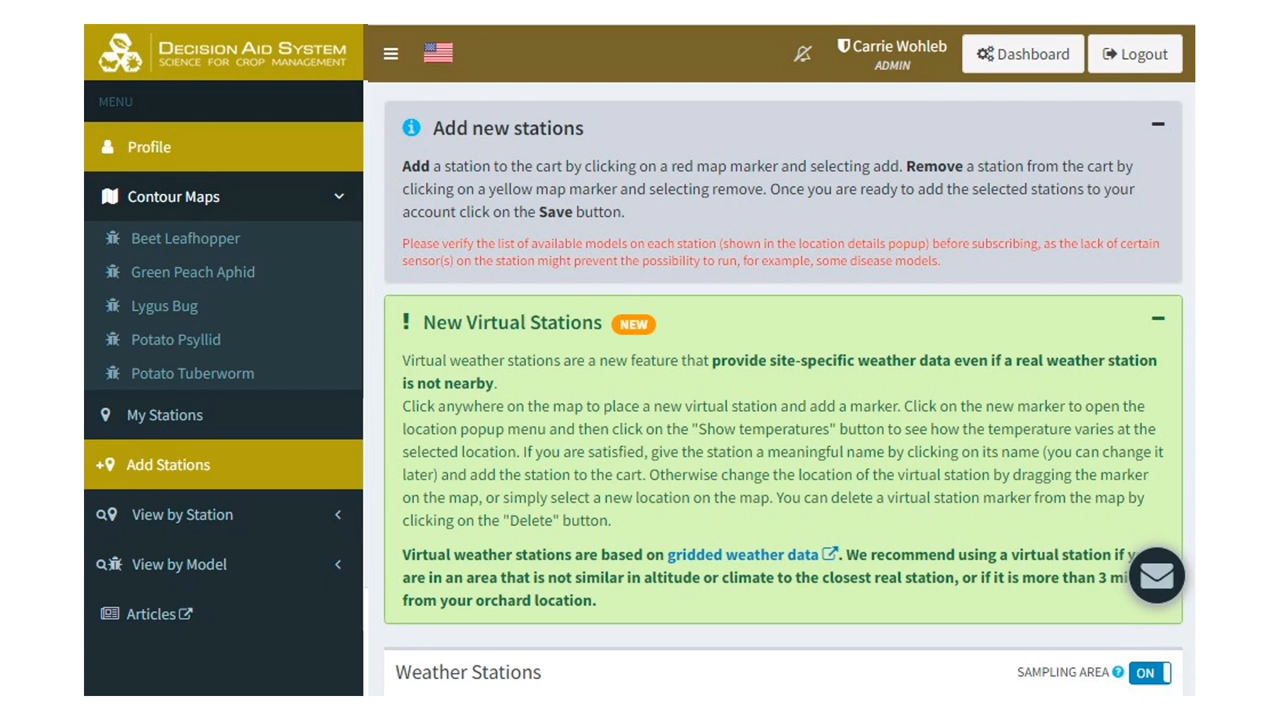 DECISION AID SYSTEM
SCIENCE FOR CROP MANAGEMENT
Carrie Wohleb
ADMIN
Dashboard
Logout
MENU
Profile
Contour Maps
Beet Leafhopper
Green Peach Aphid
Lygus Bug
Potato Psyllid
Potato Tuberworm
My Stations
Add Stations
View by Station
View by Model
Articles
Add new stations
Add a station to the cart by clicking on a red map marker and selecting add. Remove a station from the cart by
clicking on a yellow map marker and selecting remove. Once you are ready to add the selected stations to your
account click on the Save button.
Please verify the list of available models on each station (shown in the location details popup) before subscribing, as the lack of certain
sensor(s) on the station might prevent the possibility to run, for example, some disease models.
! New Virtual Stations NEW
Virtual weather stations are a new feature that provide site-specific weather data even if a real weather station
is not nearby.
Click anywhere on the map to place a new virtual station and add a marker. Click on the new marker to open the
location popup menu and then click on the "Show temperatures" button to see how the temperature varies at the
selected location. If you are satisfied, give the station a meaningful name by clicking on its name (you can change it
later) and add the station to the cart. Otherwise change the location of the virtual station by dragging the marker
on the map, or simply select a new location on the map. You can delete a virtual station marker from the map by
clicking on the "Delete" button.
Virtual weather stations are based on gridded weather data. We recommend using a virtual station if
are in an area that is not similar in altitude or climate to the closest real station, or if it is more than 3
from your orchard location.
Weather Stations
SAMPLING AREA ? ON